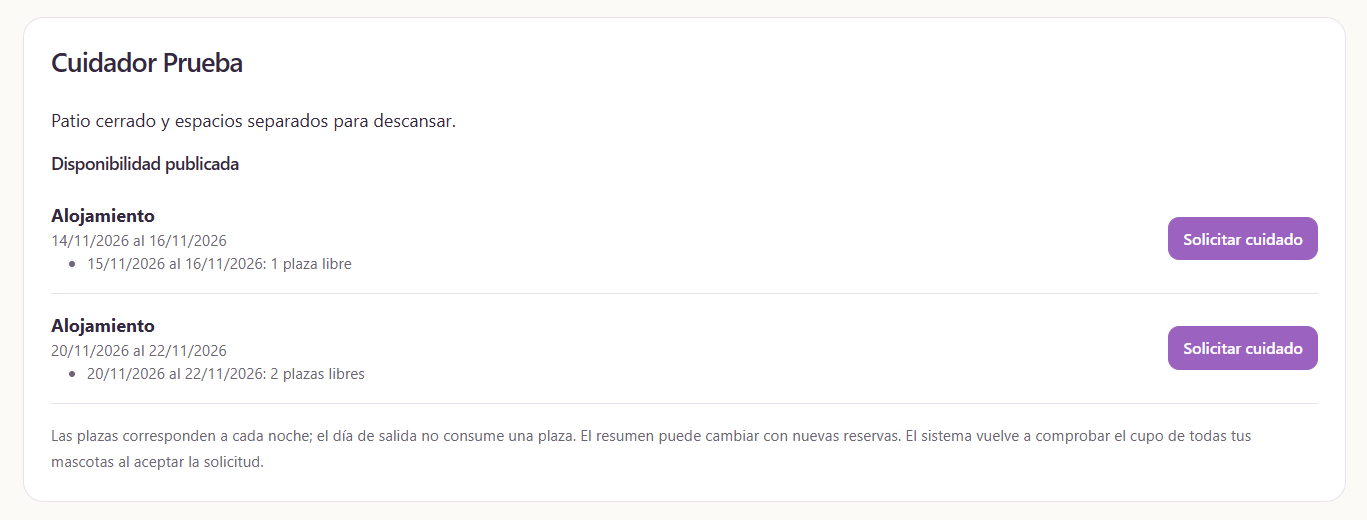 Cuidador Prueba
Patio cerrado y espacios separados para descansar.
Disponibilidad publicada
Alojamiento
14/11/2026 al 16/11/2026
• 15/11/2026 al 16/11/2026: 1 plaza libre
Solicitar cuidado
Alojamiento
20/11/2026 al 22/11/2026
• 20/11/2026 al 22/11/2026: 2 plazas libres
Solicitar cuidado
Las plazas corresponden a cada noche; el día de salida no consume una plaza. El resumen puede cambiar con nuevas reservas. El sistema vuelve a comprobar el cupo de todas tus
mascotas al aceptar la solicitud.